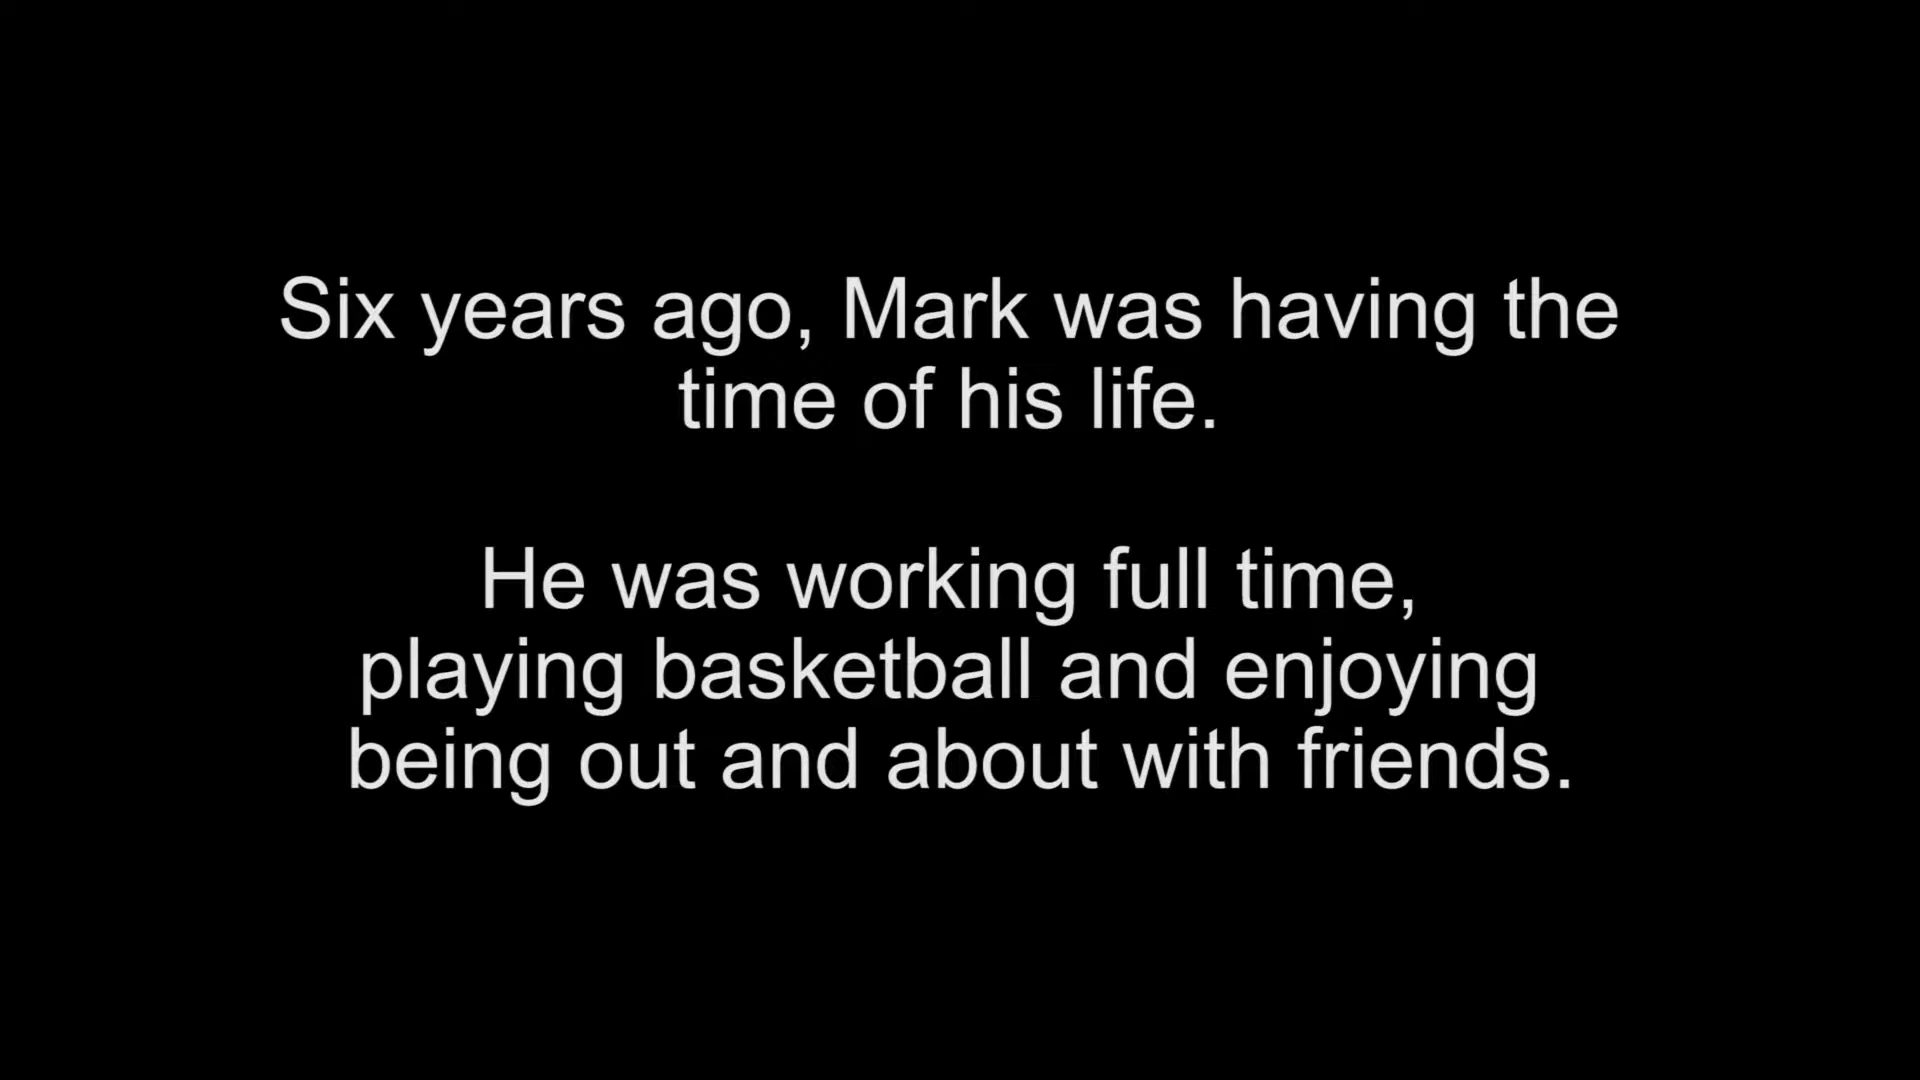 Six years ago, Mark was having the
time of his life.
He was working full time,
playing basketball and enjoying
being out and about with friends.